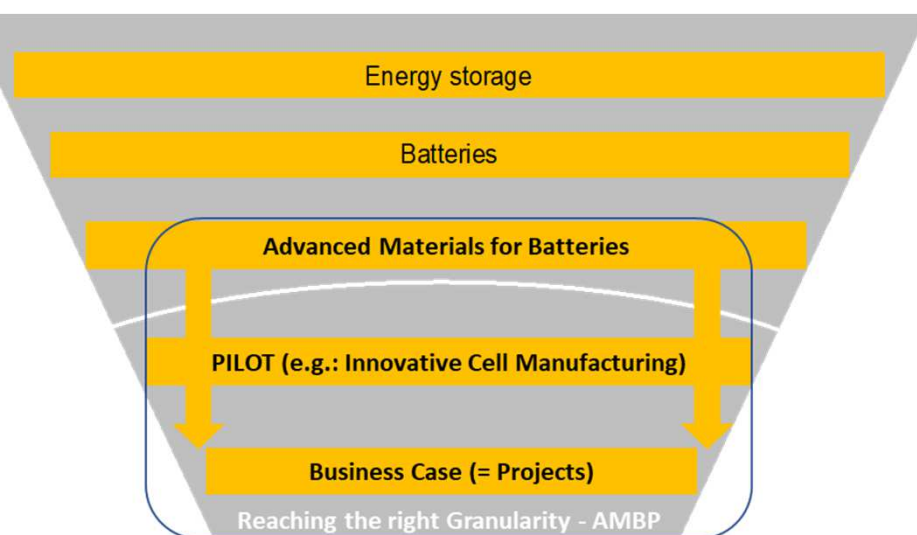 Energy storage
Batteries
Advanced Materials for Batteries
PILOT (e.g.: Innovative Cell Manufacturing)
Business Case (= Projects)
Reaching the right Granularity - AMBP